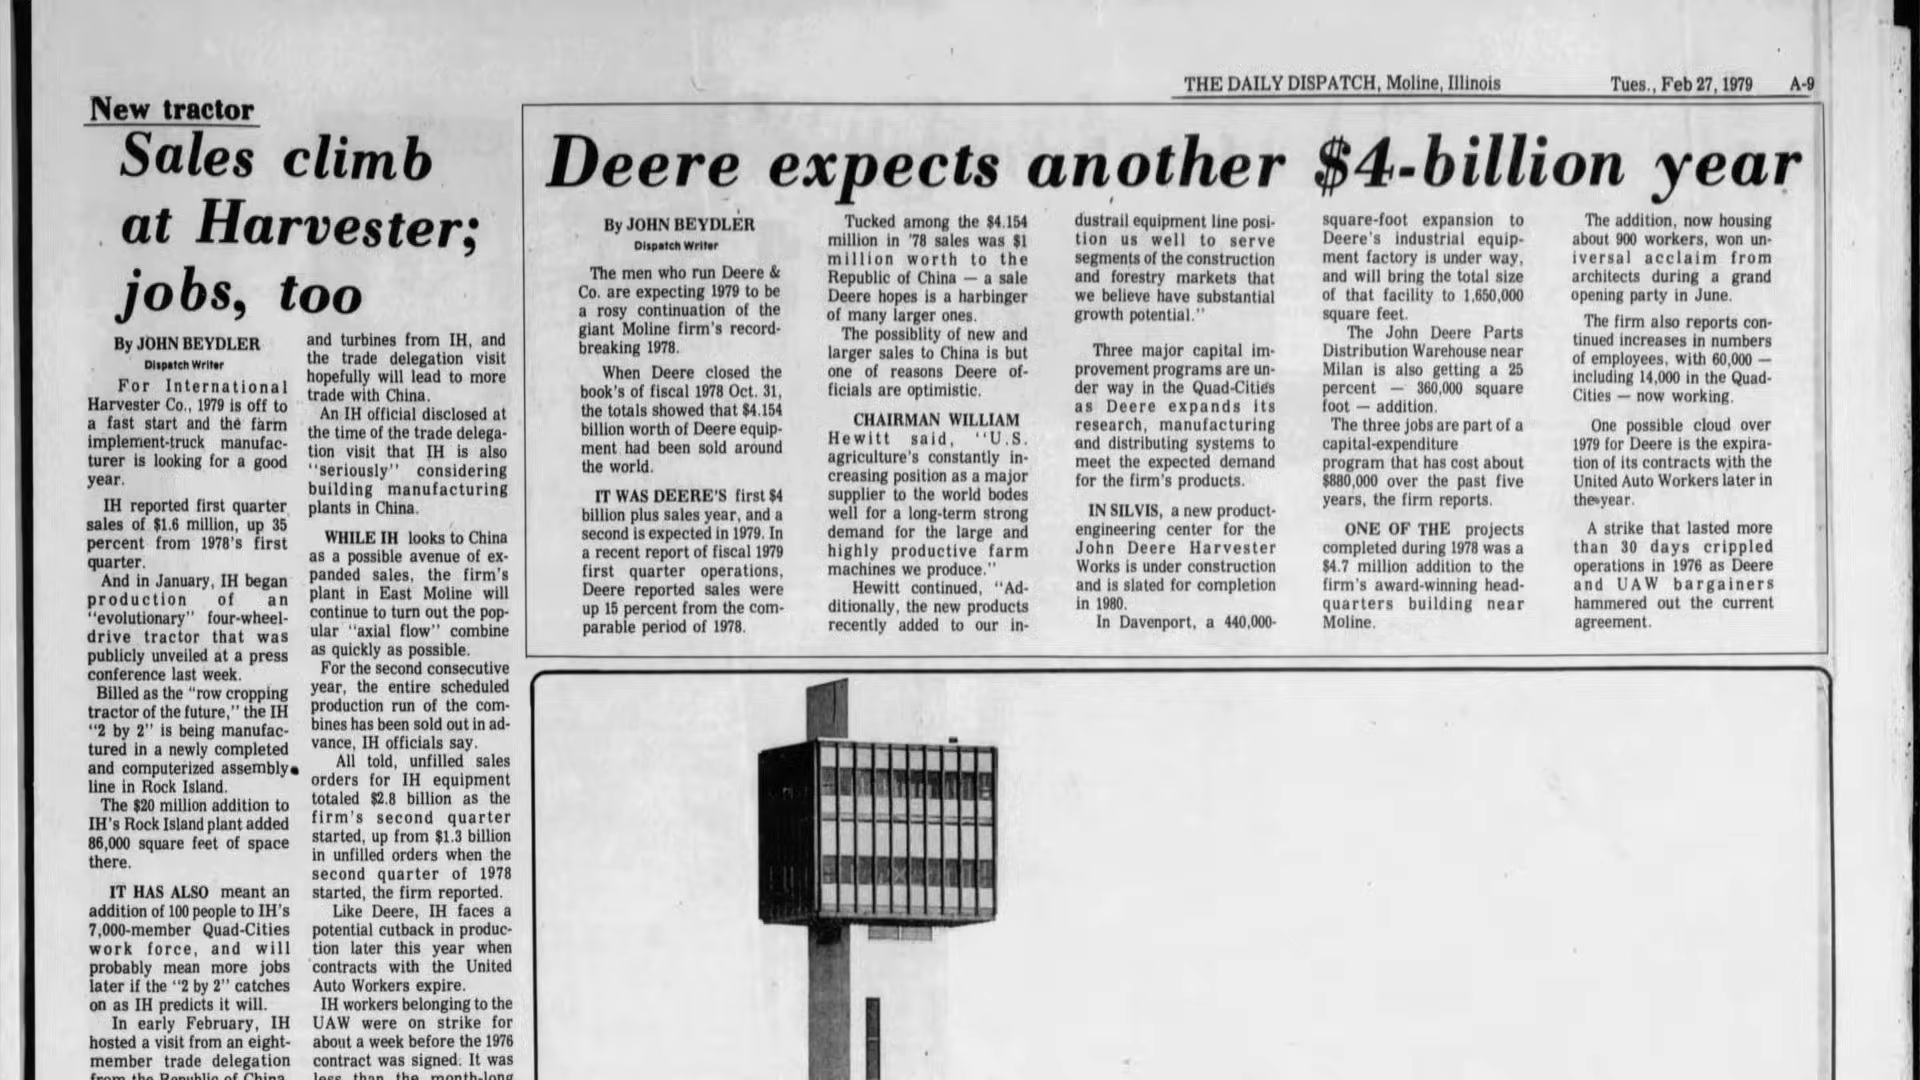 THE DAILY DISPATCH, Moline, Illinois Tues., Feb 27, 1979 A-9
New tractor
Sales climb
at Harvester;
jobs, too
By JOHN BEYDLER
Dispatch Writer
For International
Harvester Co., 1979 is off to
a fast start and the farm
implement-truck manufac-
turer is looking for a good
year.
IH reported first quarter
sales of $1.6 million, up 35
percent from 1978's first
quarter.
And in January, IH began
production of an
"evolutionary" four-wheel-
drive tractor that was
publicly unveiled at a press
conference last week.
Billed as the "row cropping
tractor of the future," the IH
"2 by 2" is being manufac-
tured in a newly completed
and computerized assembly
line in Rock Island.
The $20 million addition to
IH's Rock Island plant added
86,000 square feet of space
there.
IT HAS ALSO meant an
addition of 100 people to IH's
7,000-member Quad-Cities
work force, and will
probably mean more jobs
later if the "2 by 2" catches
on as IH predicts it will.
In early February, IH
hosted a visit from an eight-
member trade delegation
from the Republic of China
and turbines from IH, and
the trade delegation visit
hopefully will lead to more
trade with China.
An IH official disclosed at
the time of the trade delega-
tion visit that IH is also
"seriously" considering
building manufacturing
plants in China.
WHILE IH looks to China
as a possible avenue of ex-
panded sales, the firm's
plant in East Moline will
continue to turn out the pop-
ular "axial flow" combine
as quickly as possible.
For the second consecutive
year, the entire scheduled
production run of the com-
bines has been sold out in ad-
vance, IH officials say.
All told, unfilled sales
orders for IH equipment
totaled $2.8 billion as the
firm's second quarter
started, up from $1.3 billion
in unfilled orders when the
second quarter of 1978
started, the firm reported.
Like Deere, IH faces a
potential cutback in produc-
tion later this year when
contracts with the United
Auto Workers expire.
IH workers belonging to the
UAW were on strike for
about a week before the 1976
contract was signed. It was
less than the month-long
Deere expects another $4-billion year
By JOHN BEYDLER
Dispatch Writer
The men who run Deere &
Co. are expecting 1979 to be
a rosy continuation of the
giant Moline firm's record-
breaking 1978.
When Deere closed the
book's of fiscal 1978 Oct. 31,
the totals showed that $4.154
billion worth of Deere equip-
ment had been sold around
the world.
IT WAS DEERE'S first $4
billion plus sales year, and a
second is expected in 1979. In
a recent report of fiscal 1979
first quarter operations,
Deere reported sales were
up 15 percent from the com-
parable period of 1978.
Tucked among the $4.154
million in '78 sales was $1
million worth to the
Republic of China — a sale
Deere hopes is a harbinger
of many larger ones.
The possiblity of new and
larger sales to China is but
one of reasons Deere of-
ficials are optimistic.
CHAIRMAN WILLIAM
Hewitt said, "U.S.
agriculture's constantly in-
creasing position as a major
supplier to the world bodes
well for a long-term strong
demand for the large and
highly productive farm
machines we produce."
Hewitt continued, "Ad-
ditionally, the new products
recently added to our in-
dustrail equipment line posi-
tion us well to serve
segments of the construction
and forestry markets that
we believe have substantial
growth potential."
Three major capital im-
provement programs are un-
der way in the Quad-Cities
as Deere expands its
research, manufacturing
and distributing systems to
meet the expected demand
for the firm's products.
IN SILVIS, a new product-
engineering center for the
John Deere Harvester
Works is under construction
and is slated for completion
in 1980.
In Davenport, a 440,000-
square-foot expansion to
Deere's industrial equip-
ment factory is under way,
and will bring the total size
of that facility to 1,650,000
square feet.
The John Deere Parts
Distribution Warehouse near
Milan is also getting a 25
percent — 360,000 square
foot — addition.
The three jobs are part of a
capital-expenditure
program that has cost about
$880,000 over the past five
years, the firm reports.
ONE OF THE projects
completed during 1978 was a
$4.7 million addition to the
firm's award-winning head-
quarters building near
Moline.
The addition, now housing
about 900 workers, won un-
iversal acclaim from
architects during a grand
opening party in June.
The firm also reports con-
tinued increases in numbers
of employees, with 60,000 —
including 14,000 in the Quad-
Cities — now working.
One possible cloud over
1979 for Deere is the expira-
tion of its contracts with the
United Auto Workers later in
the year.
A strike that lasted more
than 30 days crippled
operations in 1976 as Deere
and UAW bargainers
hammered out the current
agreement.